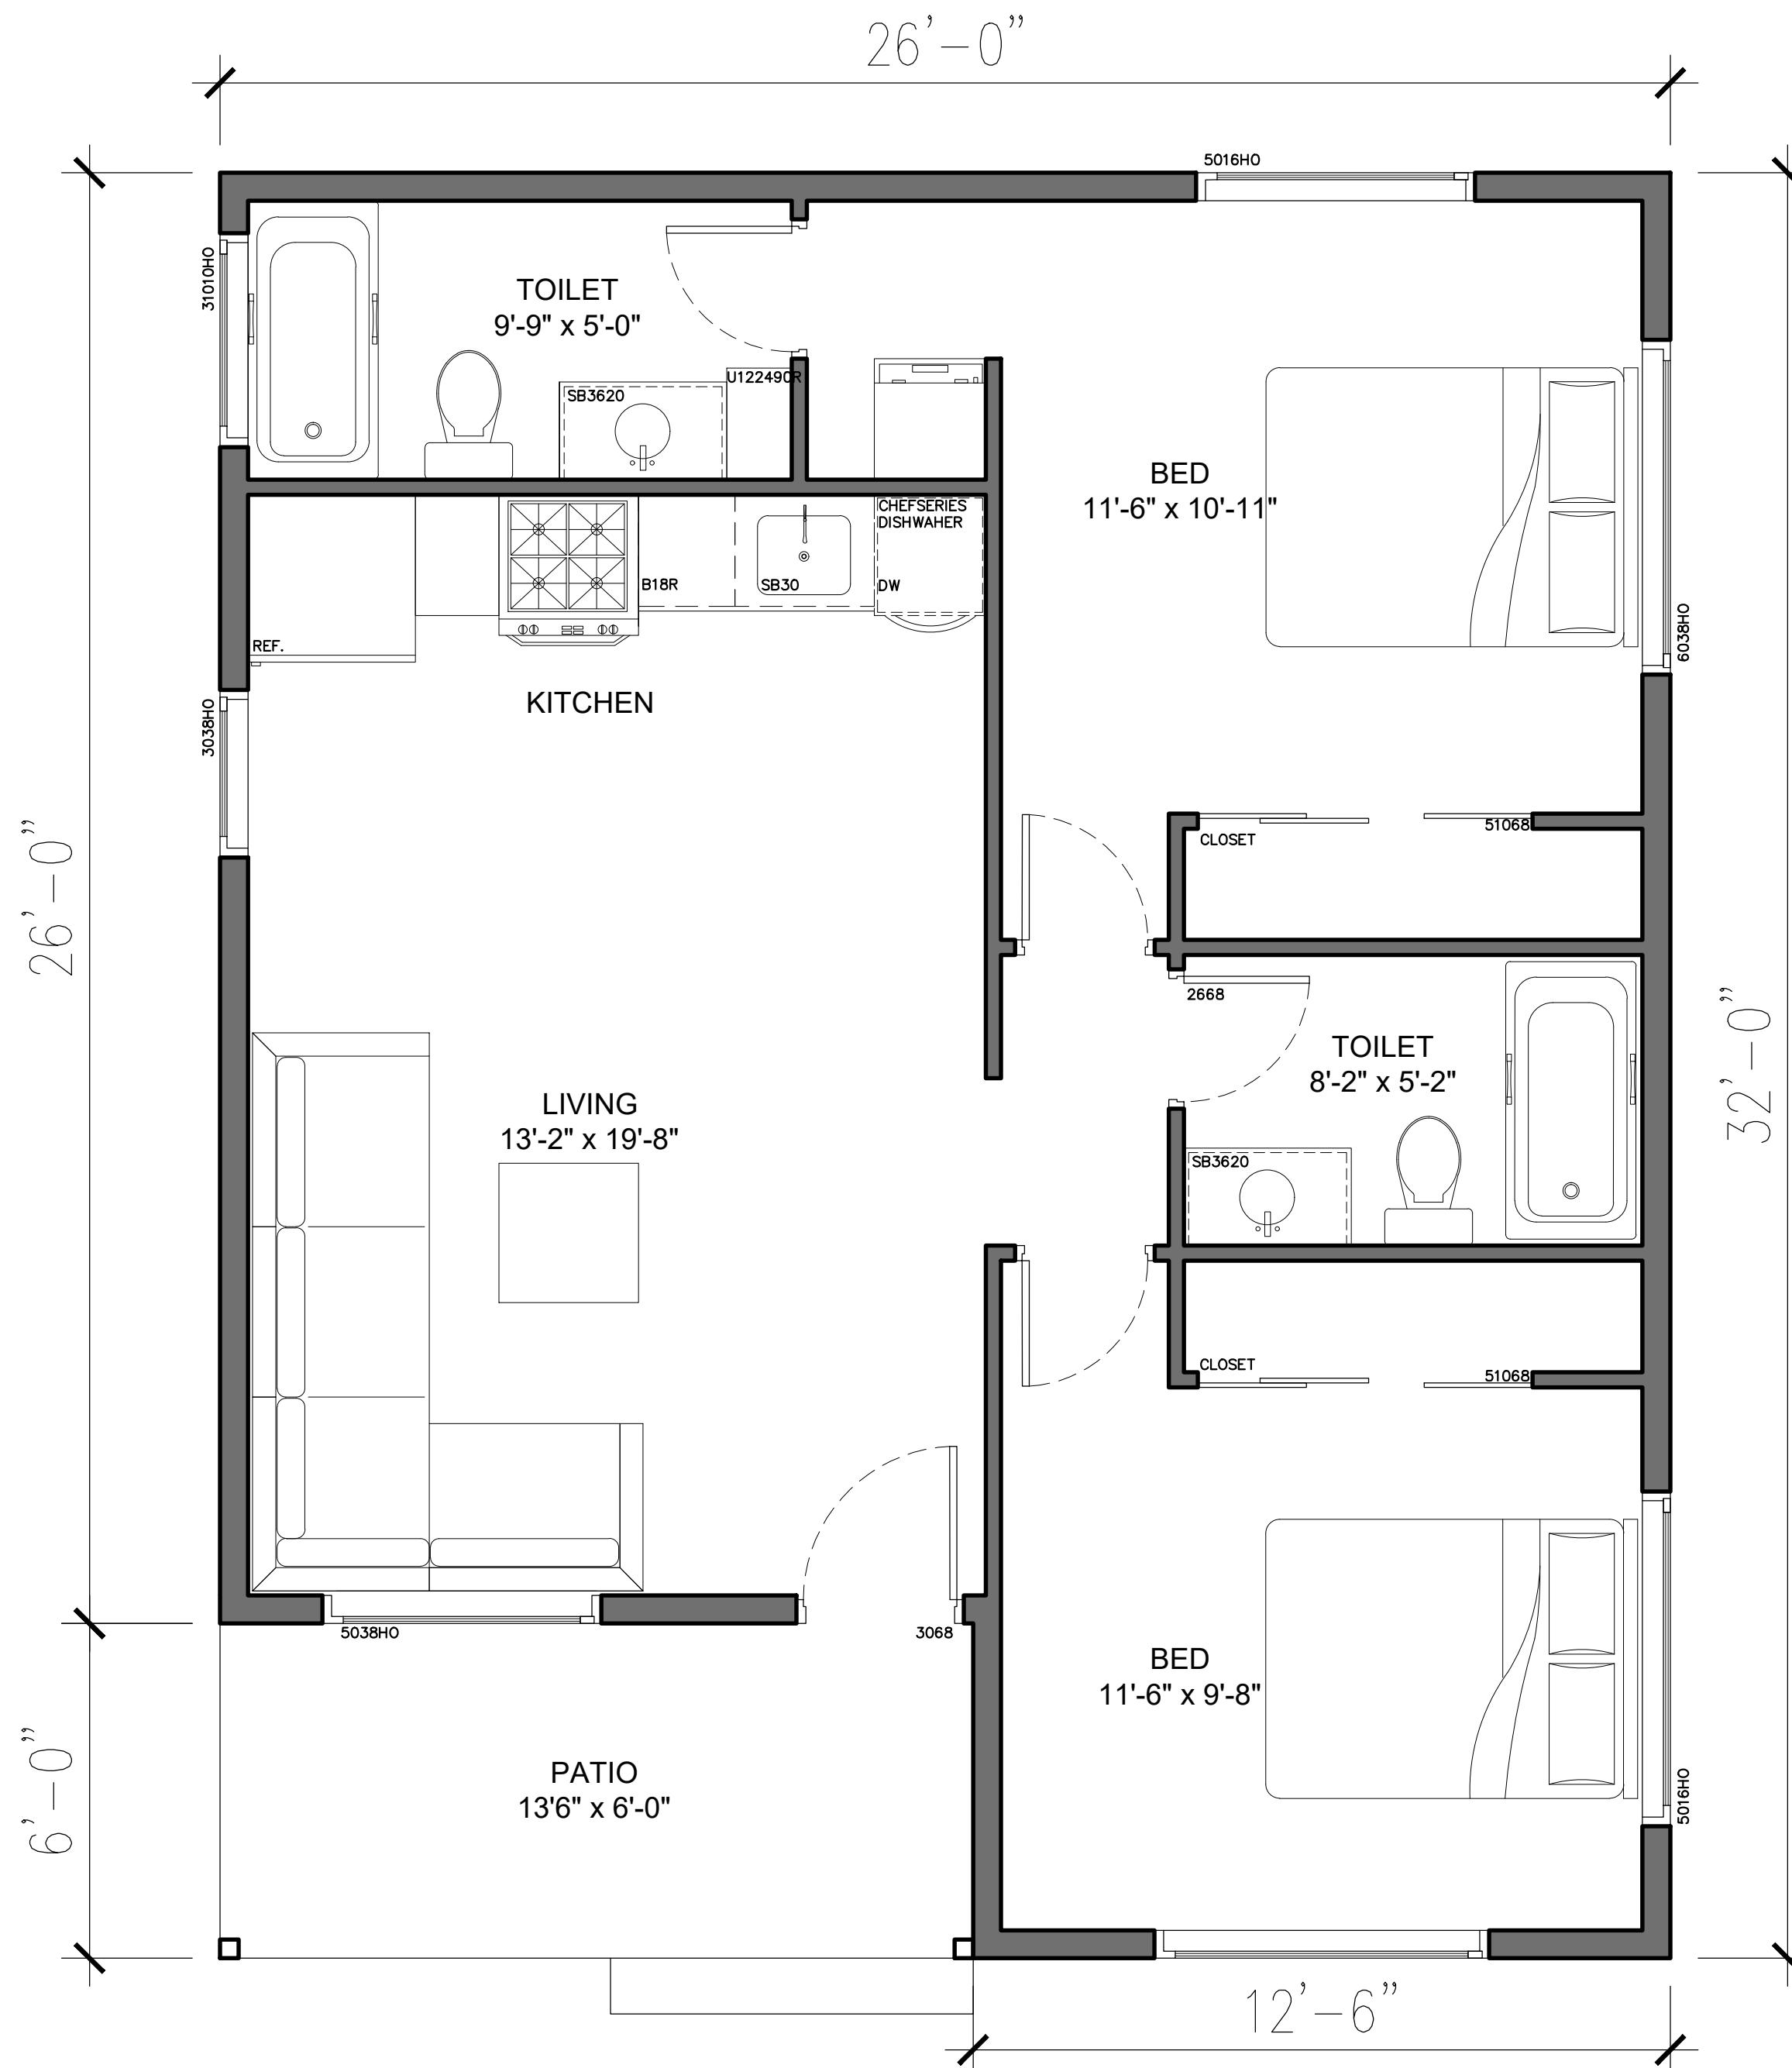 26’-0”
5016HO
31010HO
TOILET
9'-9" x 5'-0"
U122490R
SB3620
BED
11'-6" x 10'-11"
CHEFSERIES
DISHWAHER
B18R
SB30
DW
REF.
6038HO
KITCHEN
3038HO
26’-0”
CLOSET
51068
2668
32’-0”
TOILET
8'-2" x 5'-2"
LIVING
13'-2" x 19'-8"
SB3620
CLOSET
51068
5038HO
3068
BED
11'-6" x 9'-8"
6’-0”
PATIO
13'6" x 6'-0"
5016HO
12’-6”